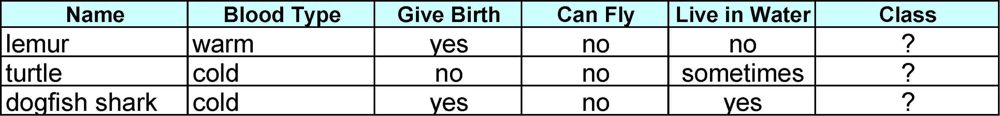 Name Blood Type Give Birth Can Fly Live in Water Class
lemur warm yes no no ?
turtle cold no no sometimes ?
dogfish shark cold yes no yes ?